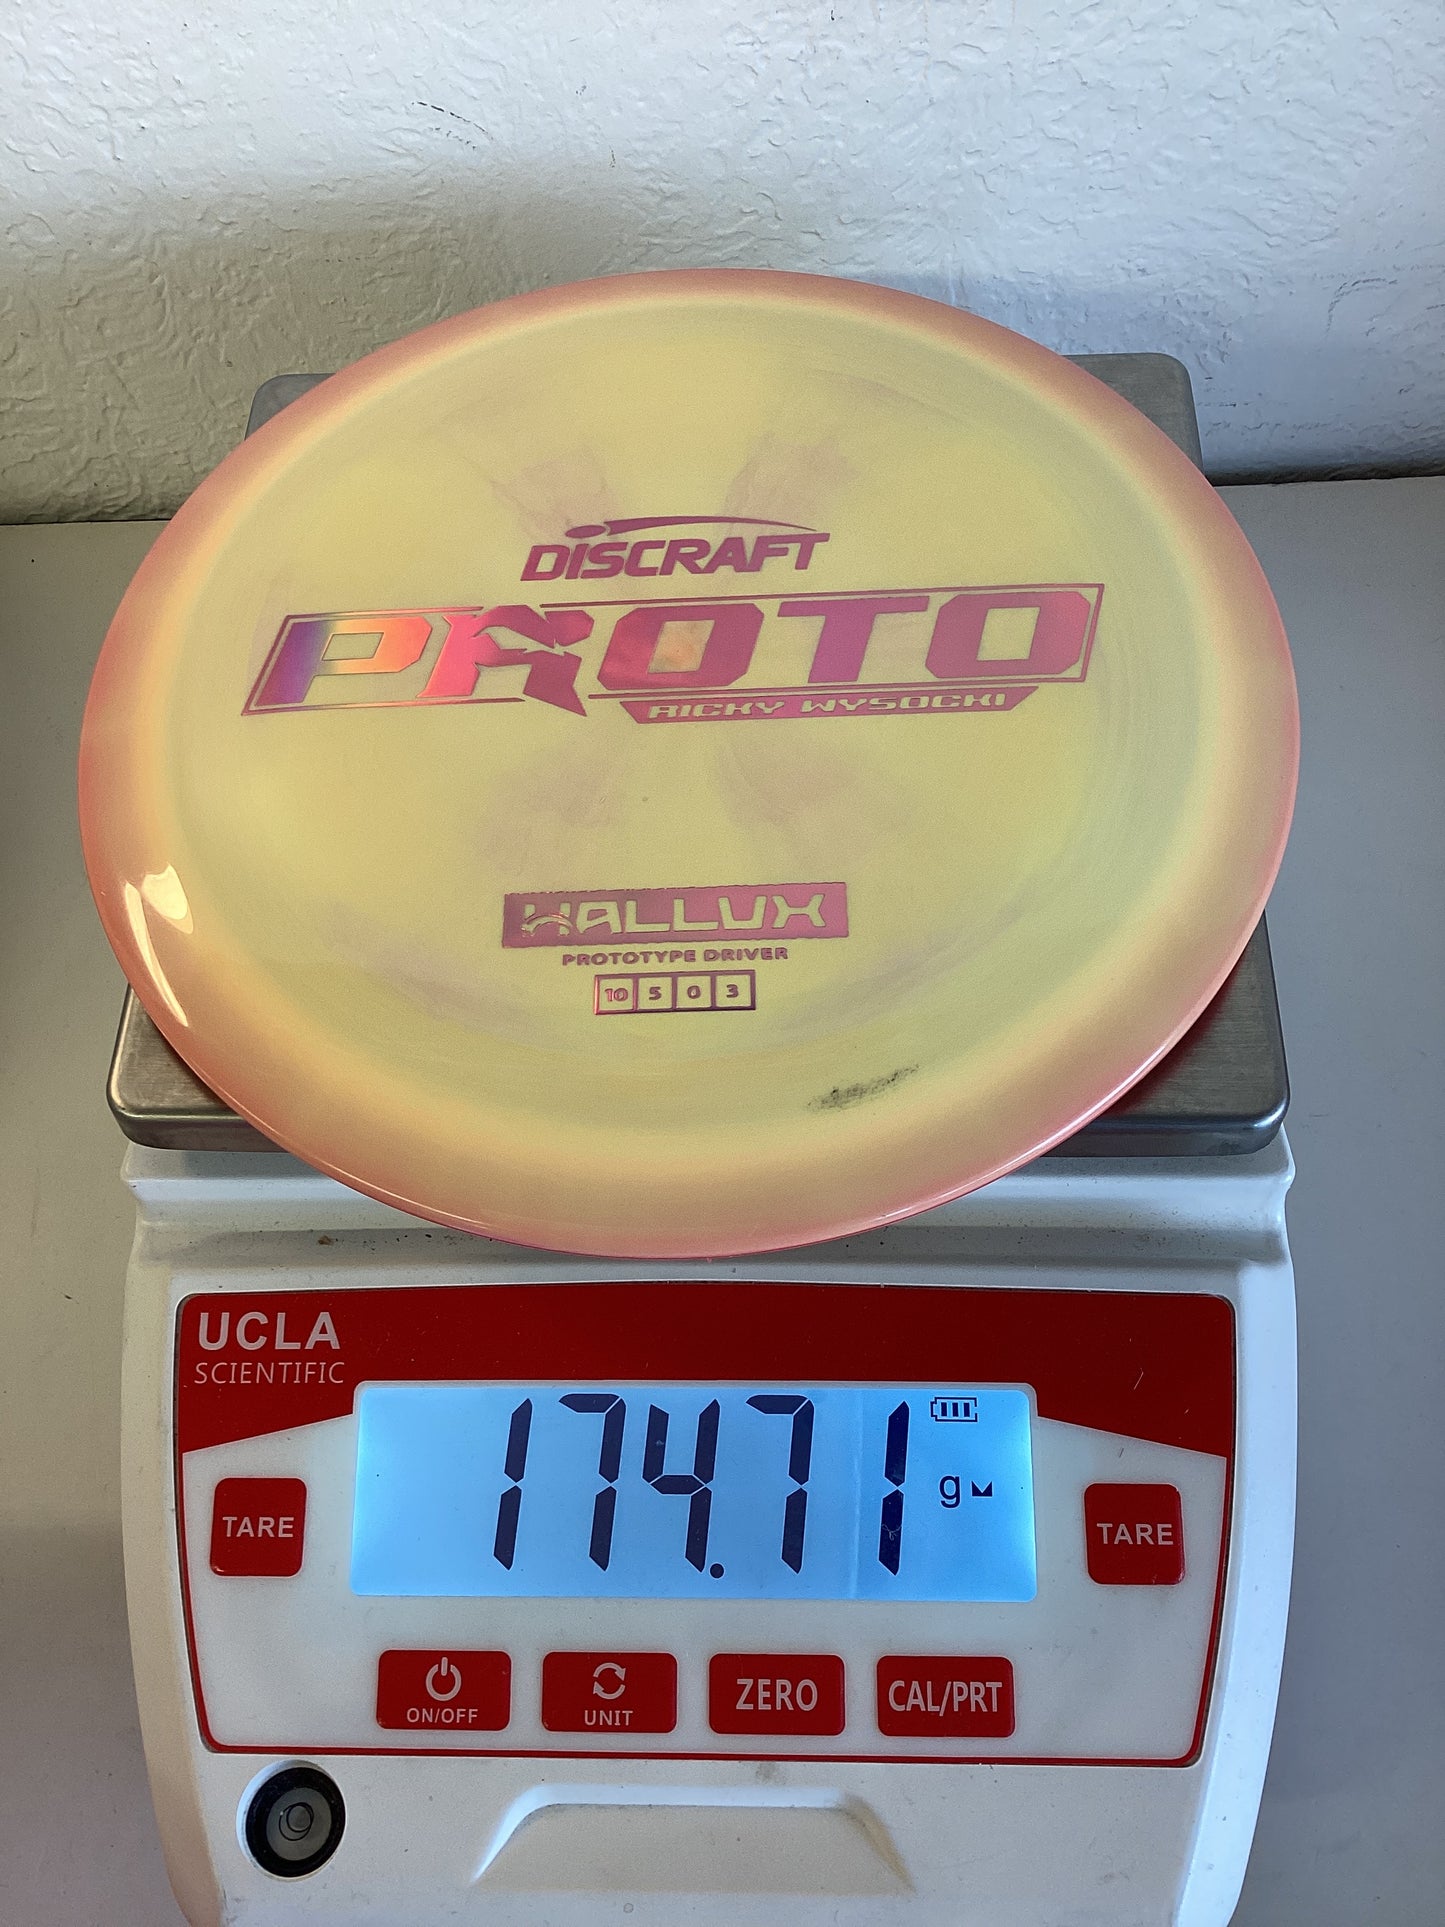 DISCRAFT
PROTO
RICKY WYSOCKI
HALLUX
PROTOTYPE DRIVER
10 5 0 3
UCLA
SCIENTIFIC
174.71 g
TARE
TARE
ON/OFF
UNIT
ZERO
CAL/PRT